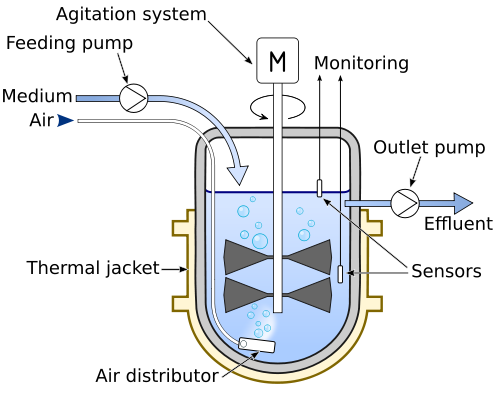 Agitation system
Feeding pump
M
Monitoring
Medium
Air
Outlet pump
Effluent
Thermal jacket
Sensors
Air distributor